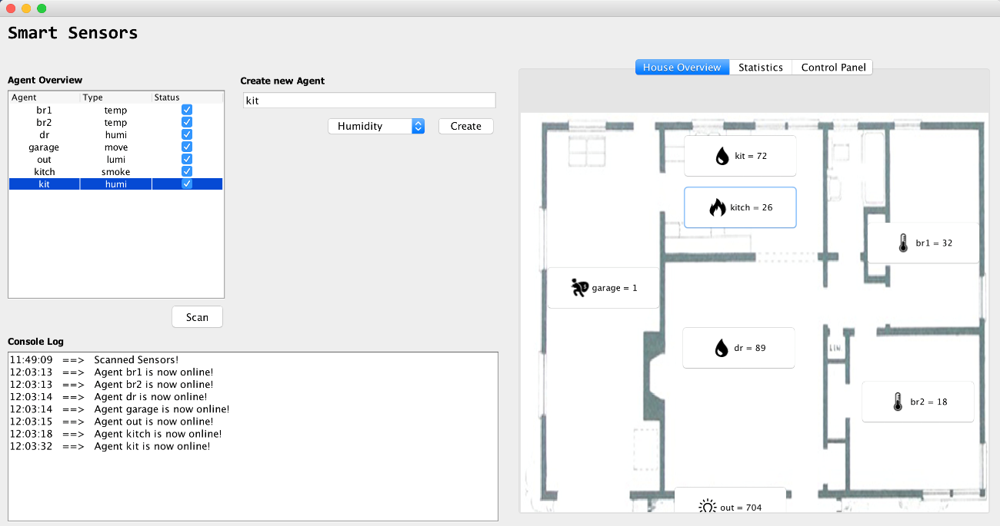 Smart Sensors
Agent Overview
Agent Type Status
br1 temp
br2 temp
dr humi
garage move
out lumi
kitch smoke
kit humi
Scan
Create new Agent
kit
Humidity Create
Console Log
11:49:09 ==> Scanned Sensors!
12:03:13 ==> Agent br1 is now online!
12:03:13 ==> Agent br2 is now online!
12:03:14 ==> Agent dr is now online!
12:03:14 ==> Agent garage is now online!
12:03:15 ==> Agent out is now online!
12:03:18 ==> Agent kitch is now online!
12:03:32 ==> Agent kit is now online!
House Overview Statistics Control Panel
kit = 72
kitch = 26
br1 = 32
garage = 1
dr = 89
LIN.
br2 = 18
out = 704